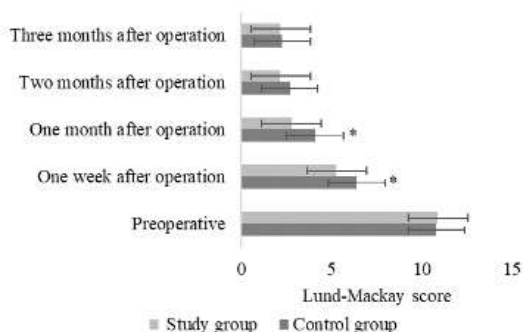 Three months after operation
Two months after operation
One month after operation
*
One week after operation
*
Preoperative
0 5 10 15
Lund-Mackay score
Study group Control group